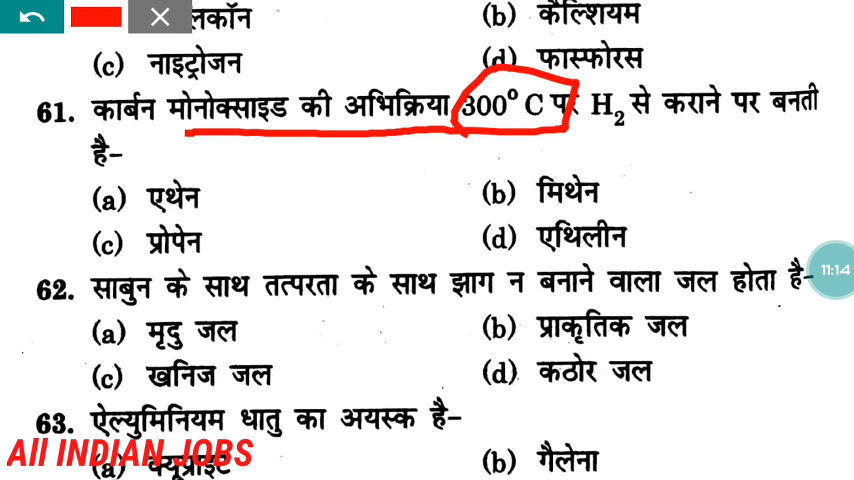 (b) कैल्शियम
(c) नाइट्रोजन (d) फास्फोरस
61. कार्बन मोनोक्साइड की अभिक्रिया 300° C पर H₂ से कराने पर बनती
है-
(a) एथेन (b) मिथेन
(c) प्रोपेन (d) एथिलीन
11:14
62. साबुन के साथ तत्परता के साथ झाग न बनाने वाला जल होता है-
(a) मृदु जल (b) प्राकृतिक जल
(c) खनिज जल (d) कठोर जल
63. ऐल्युमिनियम धातु का अयस्क है-
All INDIAN JOBS
(a) क्यूप्राइट (b) गैलेना